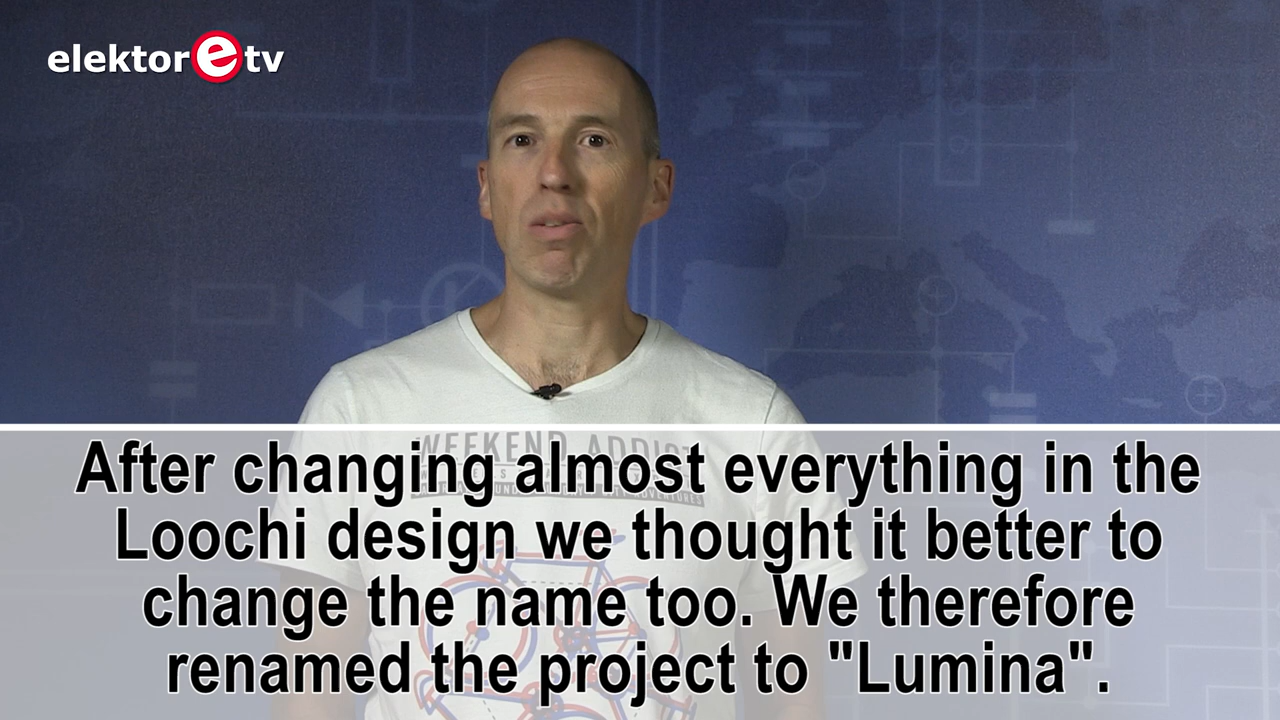 elektor e tv
WEEKEND ADDICT
After changing almost everything in the
Loochi design we thought it better to
change the name too. We therefore
renamed the project to "Lumina".